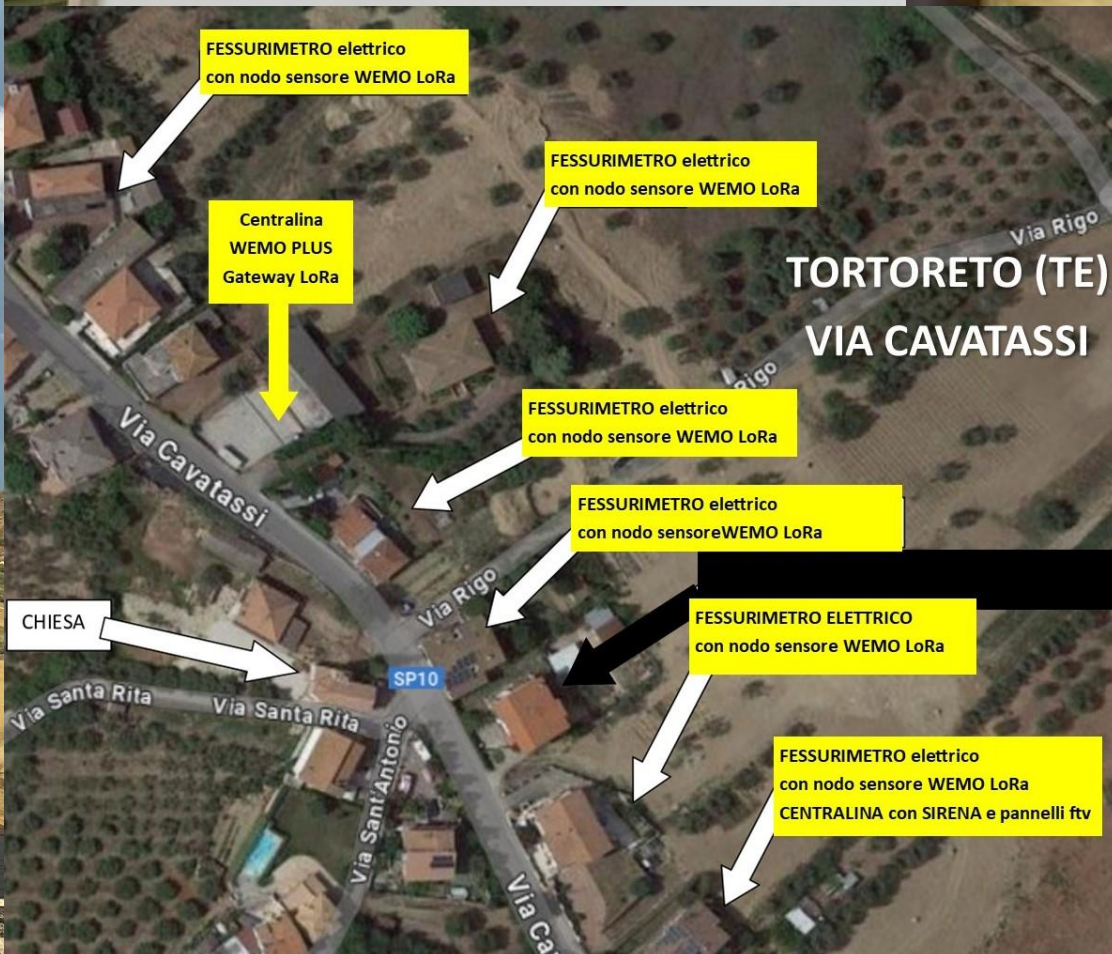 FESSURIMETRO elettrico
con nodo sensore WEMO LoRa
FESSURIMETRO elettrico
con nodo sensore WEMO LoRa
Centralina
WEMO PLUS
Gateway LoRa
Via Rigo
TORTORETO (TE)
VIA CAVATASSI
Rigo
FESSURIMETRO elettrico
con nodo sensore WEMO LoRa
Via Cavatassi
FESSURIMETRO elettrico
con nodo sensoreWEMO LoRa
Via Rigo
CHIESA
FESSURIMETRO ELETTRICO
con nodo sensore WEMO LoRa
SP10
Via Santa Rita
Via Santa Rita
Via Sant'Antonio
FESSURIMETRO elettrico
con nodo sensore WEMO LoRa
CENTRALINA con SIRENA e pannelli ftv
Via Ca